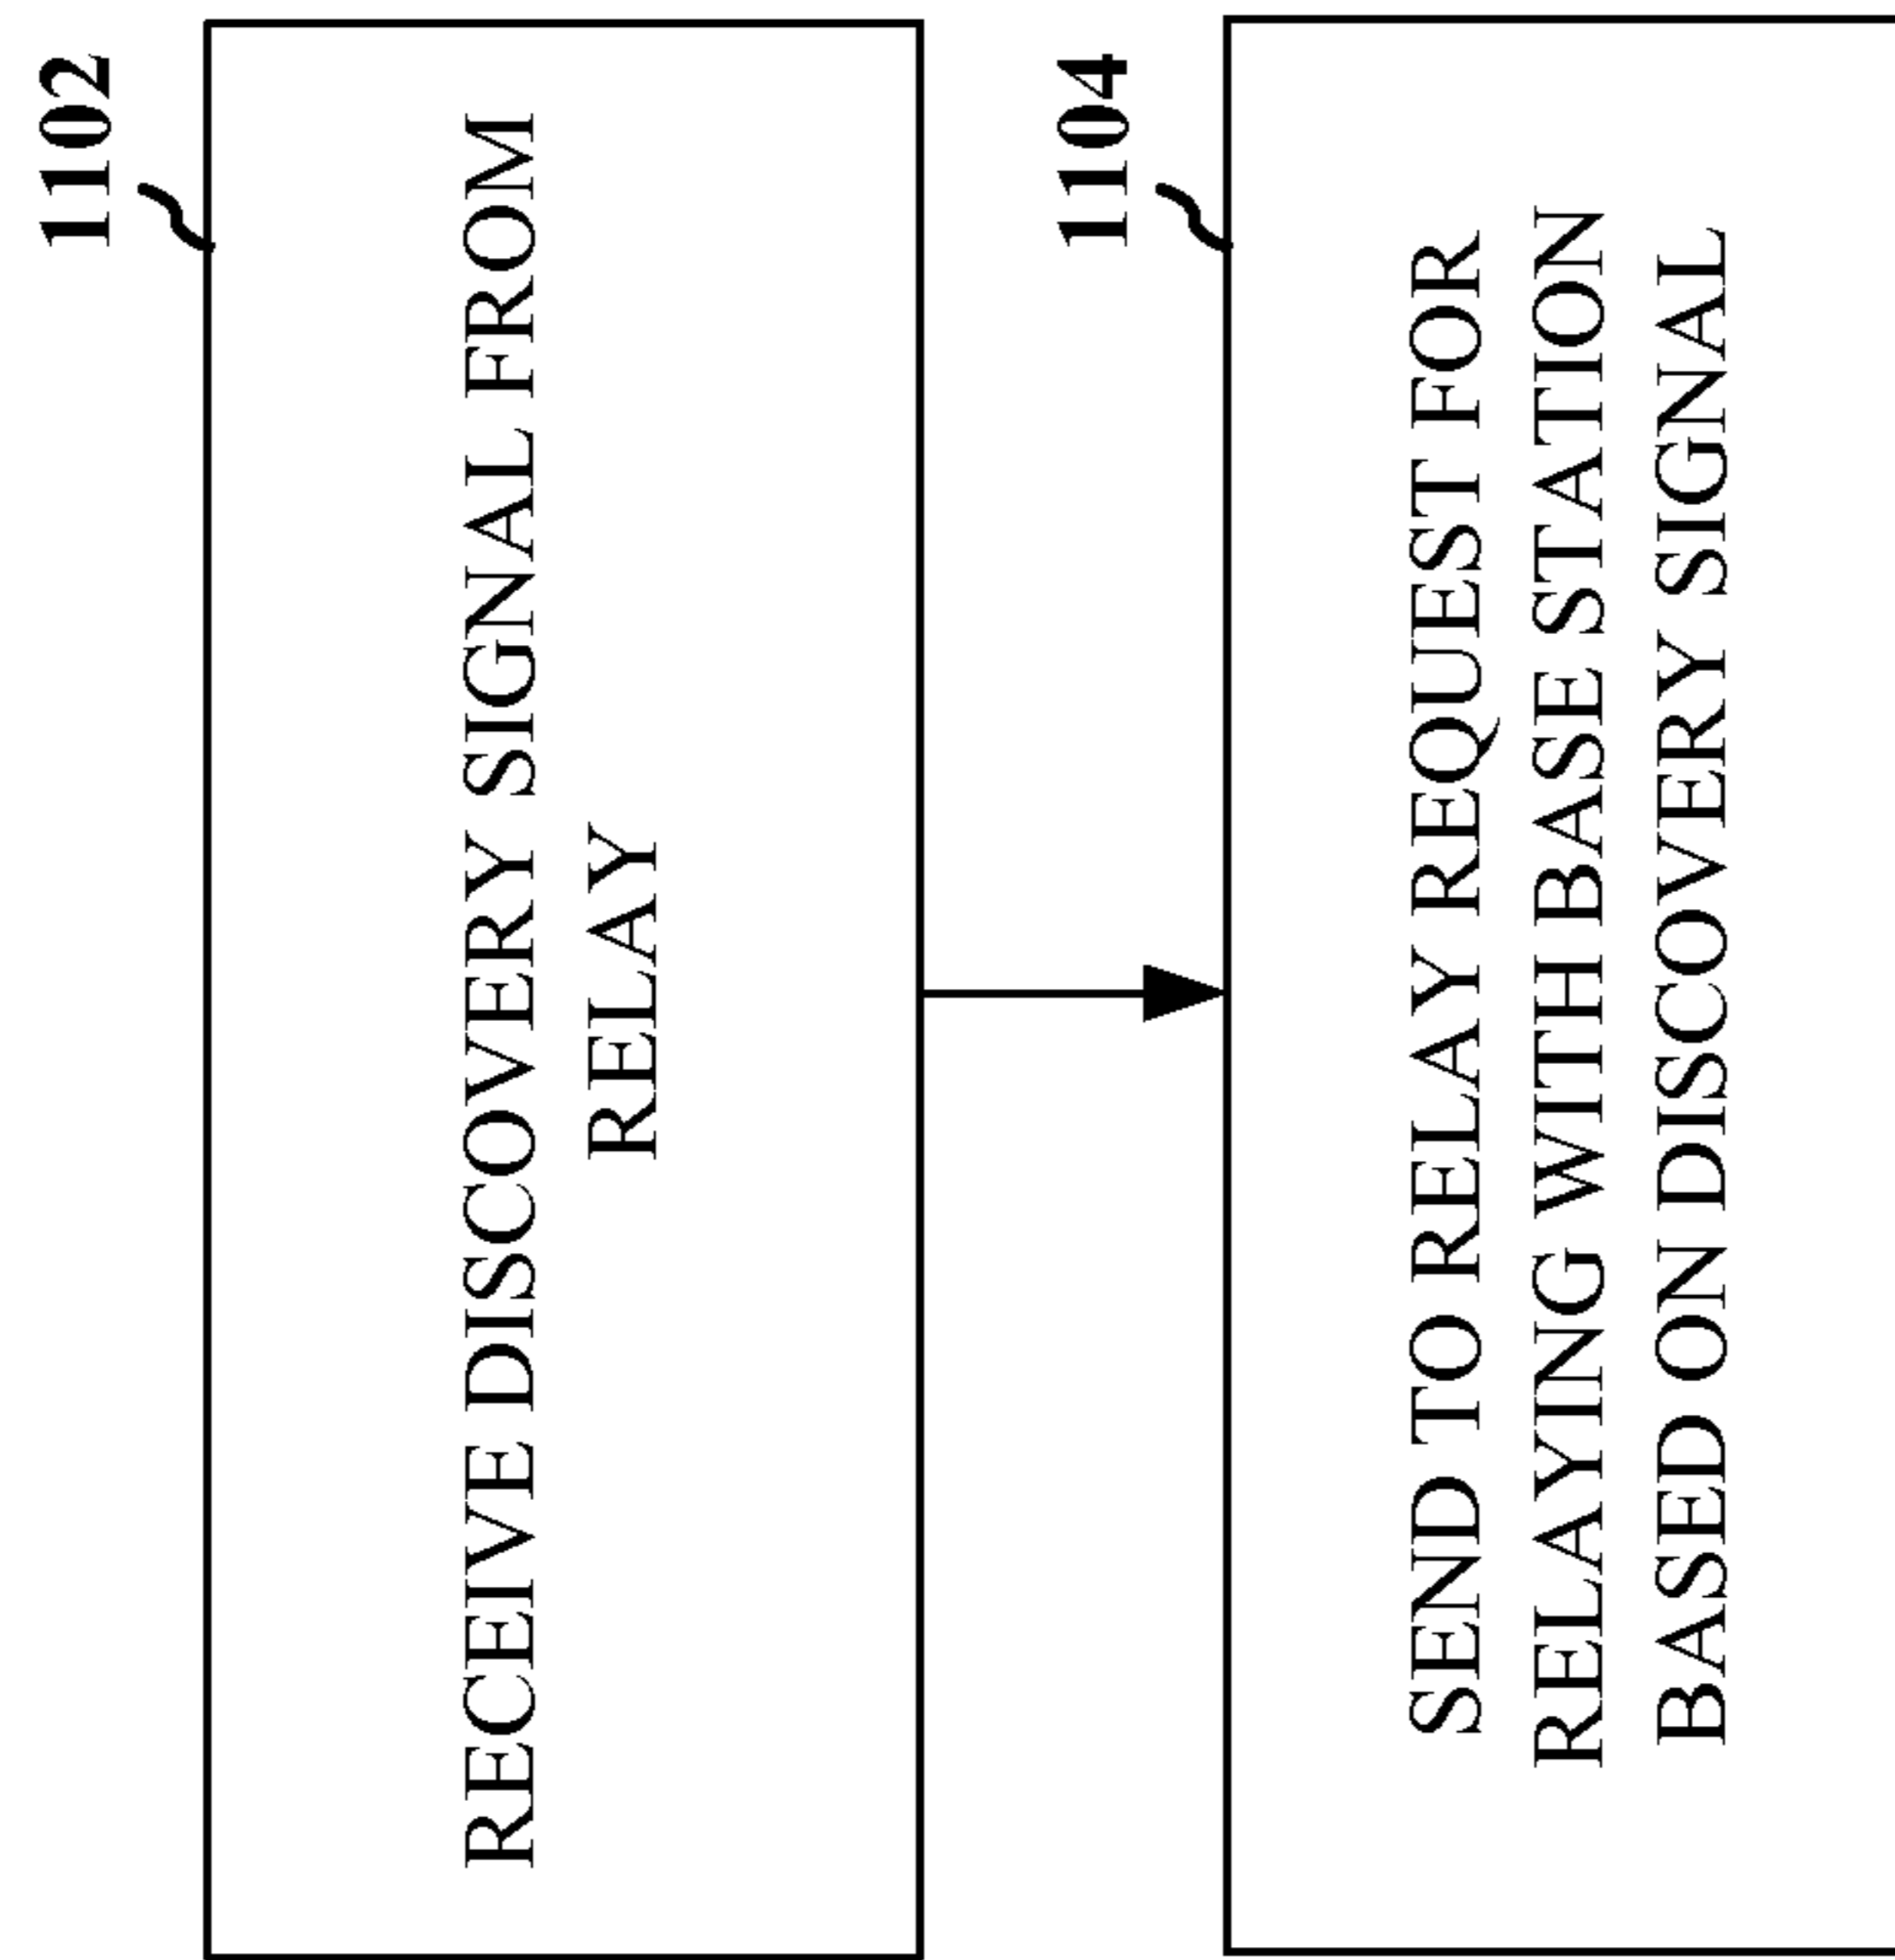 1102
RECEIVE DISCOVERY SIGNAL FROM
RELAY
1104
SEND TO RELAY REQUEST FOR
RELAYING WITH BASE STATION
BASED ON DISCOVERY SIGNAL